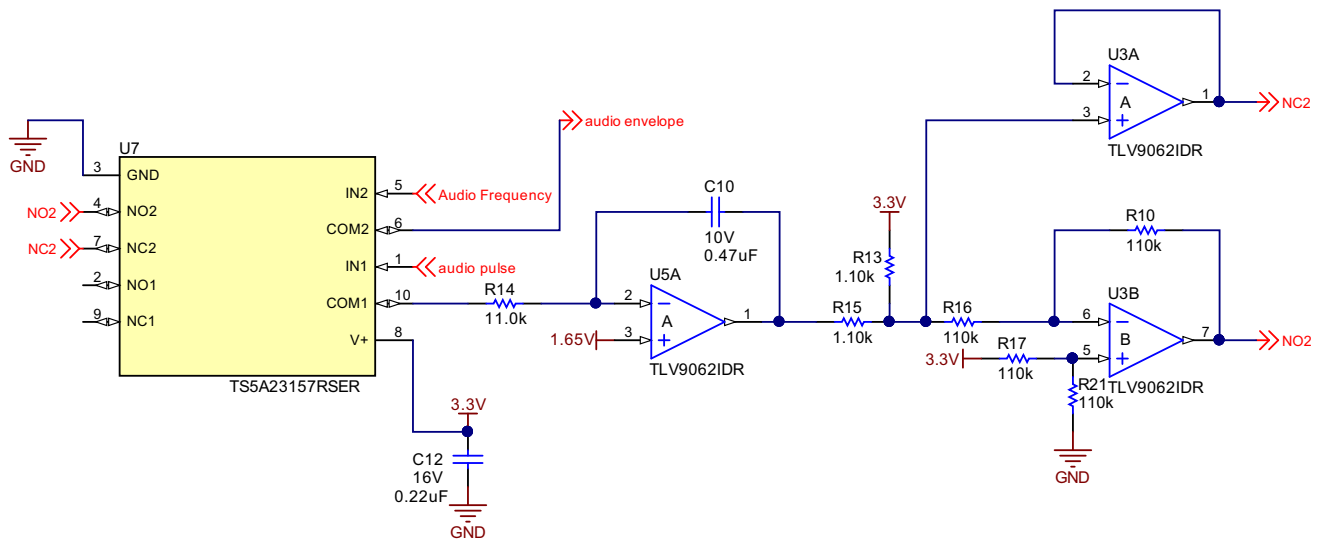 U3A
2
3
A
1
NC2
TLV9062IDR
audio envelope
GND
U7
3
GND
NO2
4
NO2
NC2
7
NC2
2
NO1
9
NC1
IN2
5
Audio Frequency
COM2
6
IN1
1
audio pulse
COM1
10
V+
8
TS5A23157RSER
R14
11.0k
C10
10V
0.47uF
U5A
2
3
A
1
1.65V
TLV9062IDR
3.3V
R13
1.10k
R15
1.10k
R16
110k
R10
110k
U3B
6
5
B
7
NO2
TLV9062IDR
3.3V
R17
110k
R21
110k
GND
3.3V
C12
16V
0.22uF
GND